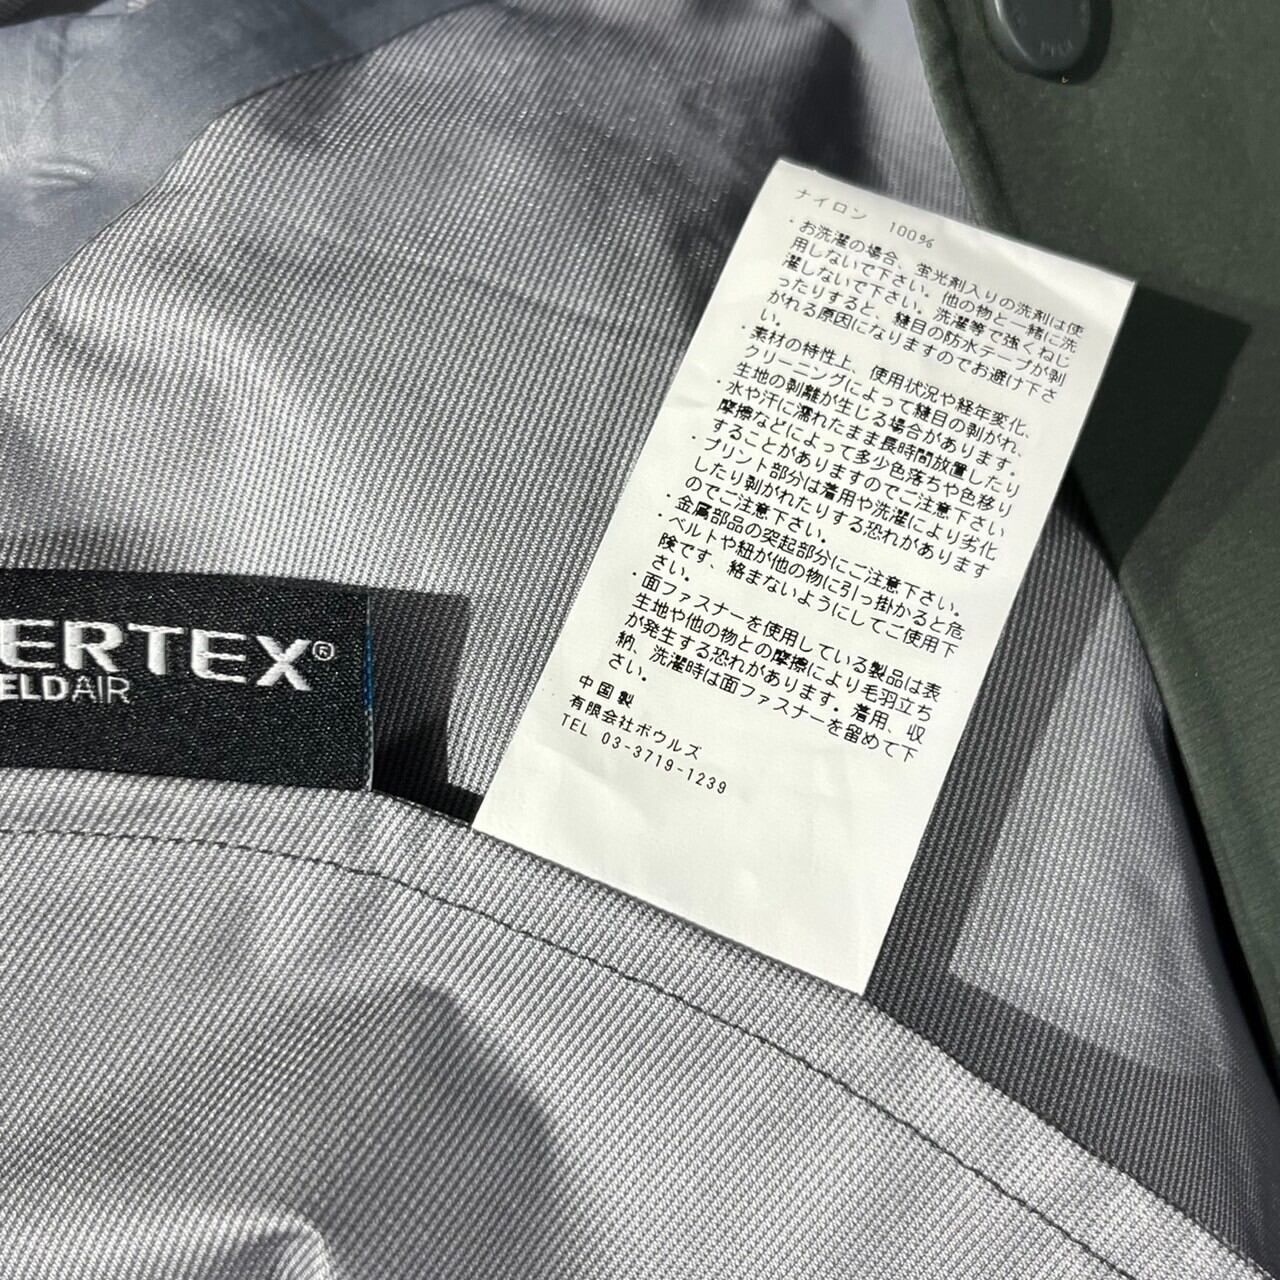 ナイロン 100%
・お洗濯の場合、蛍光剤入りの洗剤は使
用しないで下さい。他の物と一緒に洗
濯しないで下さい。洗濯等で強くねじ
ったりすると、縫目の防水テープが剥
がれる原因になりますのでお避け下さ
い。
・素材の特性上、使用状況や経年変化、
クリーニングによって縫目の剥がれ、
生地の剥離が生じる場合があります。
・水や汗に濡れたまま長時間放置したり
摩擦などによって多少色落ちや色移り
することがありますのでご注意下さい
・プリント部分は着用や洗濯により劣化
したり剥がれたりする恐れがあります
のでご注意下さい。
・金属部品の突起部分にご注意下さい。
・ベルトや紐が他の物に引っ掛かると危
険です、絡まないようにしてご使用下
さい。
・面ファスナーを使用している製品は表
生地や他の物との摩擦により毛羽立ち
が発生する恐れがあります。着用、収
納、洗濯時は面ファスナーを留めて下
さい。
中国製
有限会社ボウルズ
TEL 03-3719-1239
ERTEX®
ELDAIR